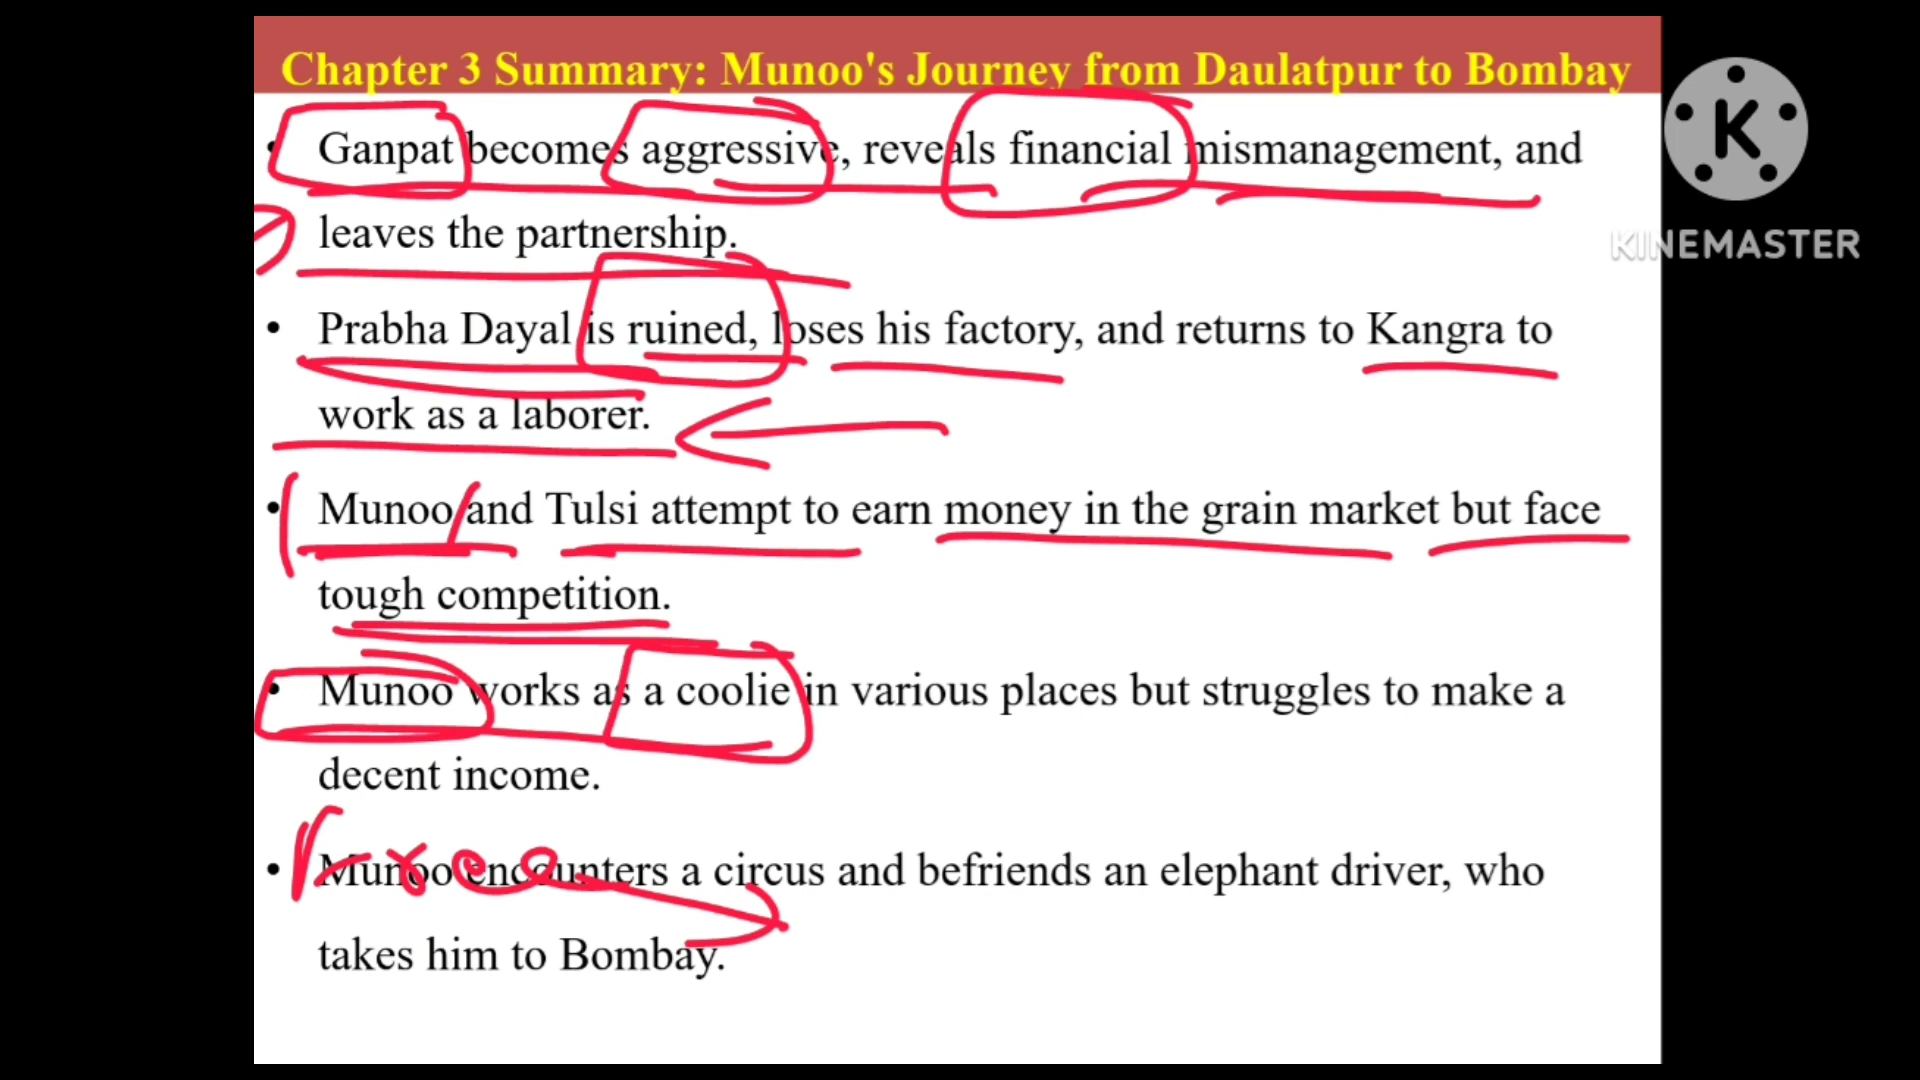 Chapter 3 Summary: Munoo's Journey from Daulatpur to Bombay
• Ganpat becomes aggressive, reveals financial mismanagement, and
leaves the partnership.
• Prabha Dayal is ruined, loses his factory, and returns to Kangra to
work as a laborer.
• Munoo and Tulsi attempt to earn money in the grain market but face
tough competition.
• Munoo works as a coolie in various places but struggles to make a
decent income.
• Munoo encounters a circus and befriends an elephant driver, who
takes him to Bombay.
Free
K
KINEMASTER